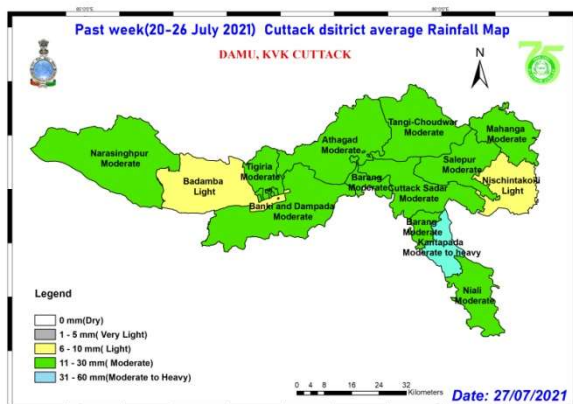 Past week(20-26 July 2021) Cuttack dsitrict average Rainfall Map
DAMU, KVK CUTTACK
N
75
Narasinghpur
Moderate
Badamba
Light
Tigiria
Moderate
Banki and Dampada
Moderate
Athagad
Moderate
Tangi-Choudwar
Moderate
Mahanga
Moderate
Salepur
Moderate
Nischintakoili
Light
Barang
Moderate
Cuttack Sadar
Moderate
Barang
Moderate
Kantapada
Moderate to heavy
Niali
Moderate
Legend
0 mm(Dry)
1 - 5 mm( Very Light)
6 - 10 mm( Light)
11 - 30 mm( Moderate)
31 - 60 mm(Moderate to Heavy)
0 4 8 16 24 32
Kilometers
Date: 27/07/2021